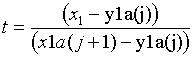 t = (x₁ − y1a(j)) / (x1a(j+1) − y1a(j))